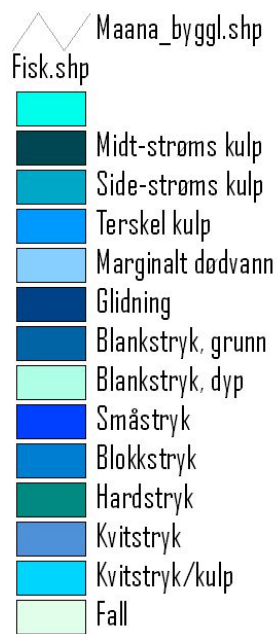 Maana_byggl.shp
Fisk.shp
Midt-strøms kulp
Side-strøms kulp
Terskel kulp
Marginalt dødvann
Glidning
Blankstryk, grunn
Blankstryk, dyp
Småstryk
Blokkstryk
Hardstryk
Kvitstryk
Kvitstryk/kulp
Fall